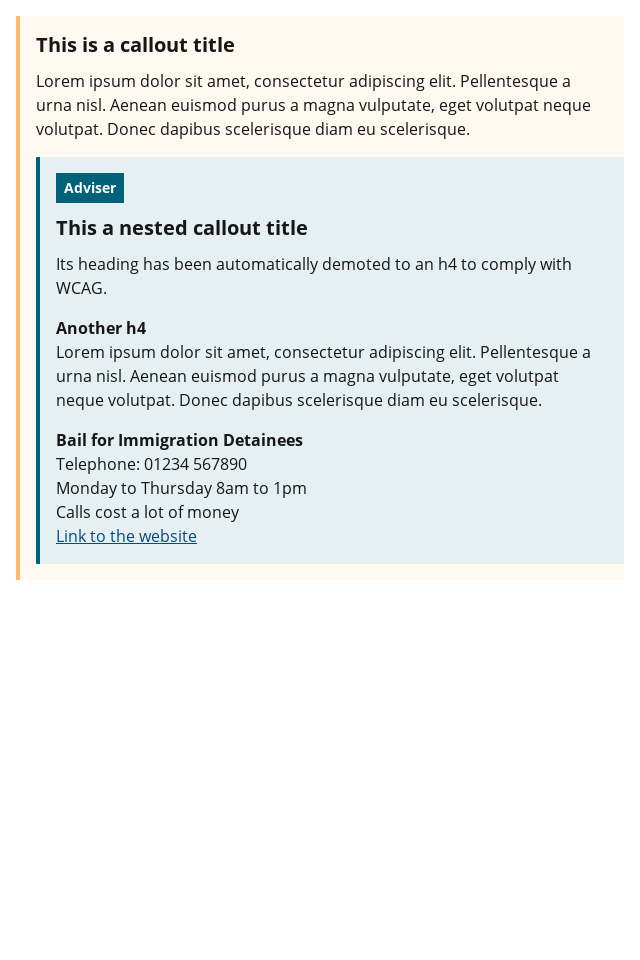 This is a callout title
Lorem ipsum dolor sit amet, consectetur adipiscing elit. Pellentesque a
urna nisl. Aenean euismod purus a magna vulputate, eget volutpat neque
volutpat. Donec dapibus scelerisque diam eu scelerisque.
Adviser
This a nested callout title
Its heading has been automatically demoted to an h4 to comply with
WCAG.
Another h4
Lorem ipsum dolor sit amet, consectetur adipiscing elit. Pellentesque a
urna nisl. Aenean euismod purus a magna vulputate, eget volutpat
neque volutpat. Donec dapibus scelerisque diam eu scelerisque.
Bail for Immigration Detainees
Telephone: 01234 567890
Monday to Thursday 8am to 1pm
Calls cost a lot of money
Link to the website